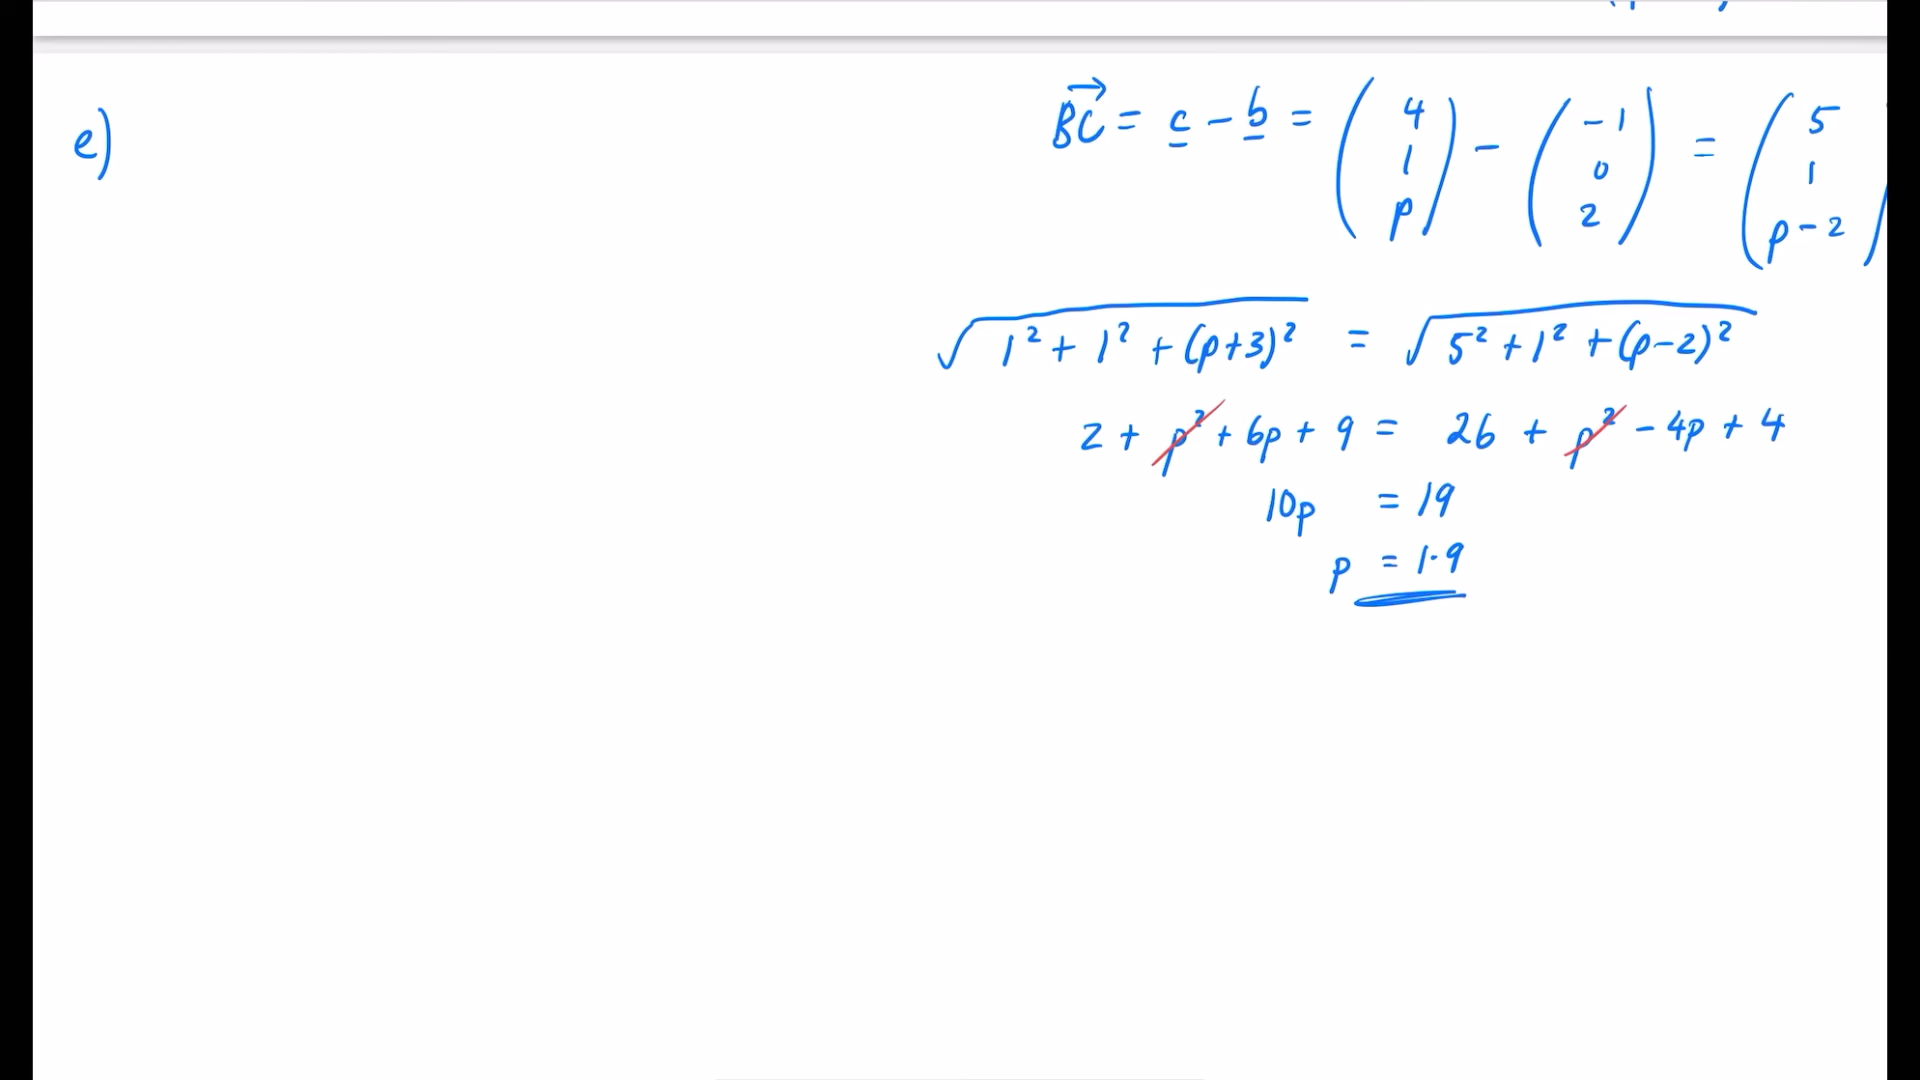 e)
BC = c - b = (4 1 p) - (-1 0 2) = (5 1 p-2)
√1² + 1² + (p+3)² = √5² + 1² + (p-2)²
2 + p² + 6p + 9 = 26 + p² - 4p + 4
10p = 19
p = 1.9